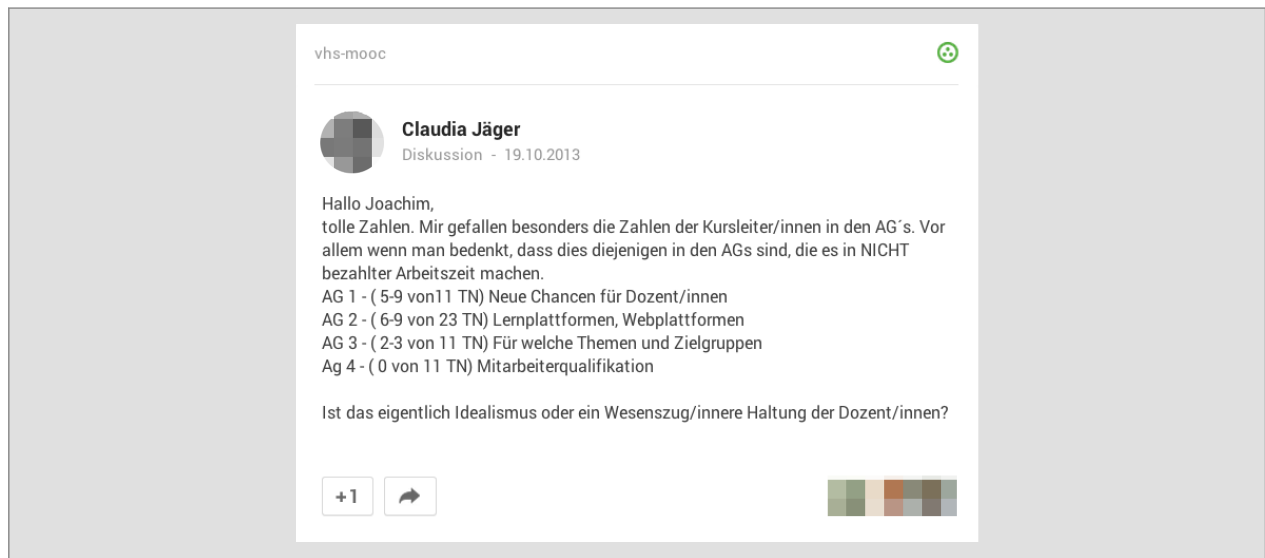 vhs-mooc
Claudia Jäger
Diskussion - 19.10.2013
Hallo Joachim,
tolle Zahlen. Mir gefallen besonders die Zahlen der Kursleiter/innen in den AG´s. Vor
allem wenn man bedenkt, dass dies diejenigen in den AGs sind, die es in NICHT
bezahlter Arbeitszeit machen.
AG 1 - ( 5-9 von11 TN) Neue Chancen für Dozent/innen
AG 2 - ( 6-9 von 23 TN) Lernplattformen, Webplattformen
AG 3 - ( 2-3 von 11 TN) Für welche Themen und Zielgruppen
Ag 4 - ( 0 von 11 TN) Mitarbeiterqualifikation
Ist das eigentlich Idealismus oder ein Wesenszug/innere Haltung der Dozent/innen?
+1